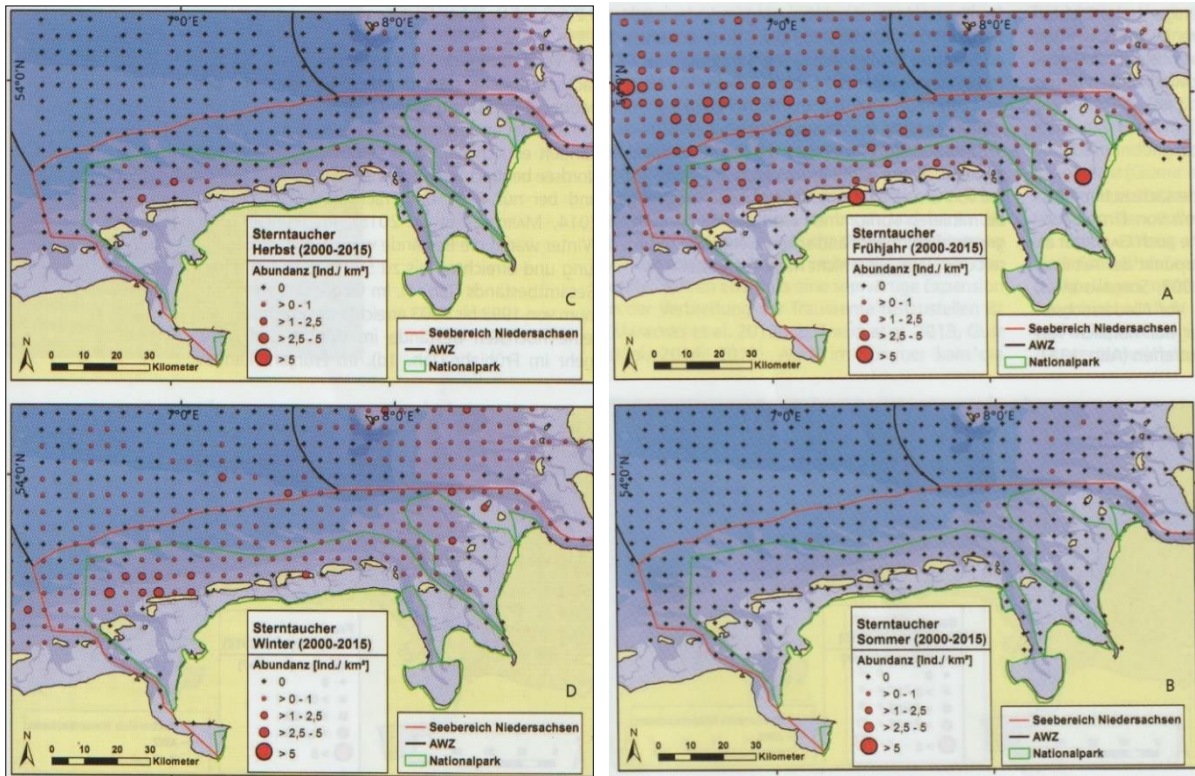 7°0'E
8°0'E
54°0'N
Sterntaucher
Herbst (2000-2015)
Abundanz [Ind./ km²]
0
> 0 - 1
> 1 - 2,5
> 2,5 - 5
> 5
C
Seebereich Niedersachsen
AWZ
Nationalpark
N
0 5 10 20 30
Kilometer
7°0'E
8°0'E
54°0'N
Sterntaucher
Frühjahr (2000-2015)
Abundanz [Ind./ km²]
0
> 0 - 1
> 1 - 2,5
> 2,5 - 5
> 5
A
Seebereich Niedersachsen
AWZ
Nationalpark
N
0 5 10 20 30
Kilometer
7°0'E
8°0'E
54°0'N
Sterntaucher
Winter (2000-2015)
Abundanz [Ind./ km²]
0
> 0 - 1
> 1 - 2,5
> 2,5 - 5
> 5
D
Seebereich Niedersachsen
AWZ
Nationalpark
N
0 5 10 20 30
Kilometer
7°0'E
8°0'E
54°0'N
Sterntaucher
Sommer (2000-2015)
Abundanz [Ind./ km²]
0
> 0 - 1
> 1 - 2,5
> 2,5 - 5
> 5
B
Seebereich Niedersachsen
AWZ
Nationalpark
N
0 5 10 20 30
Kilometer